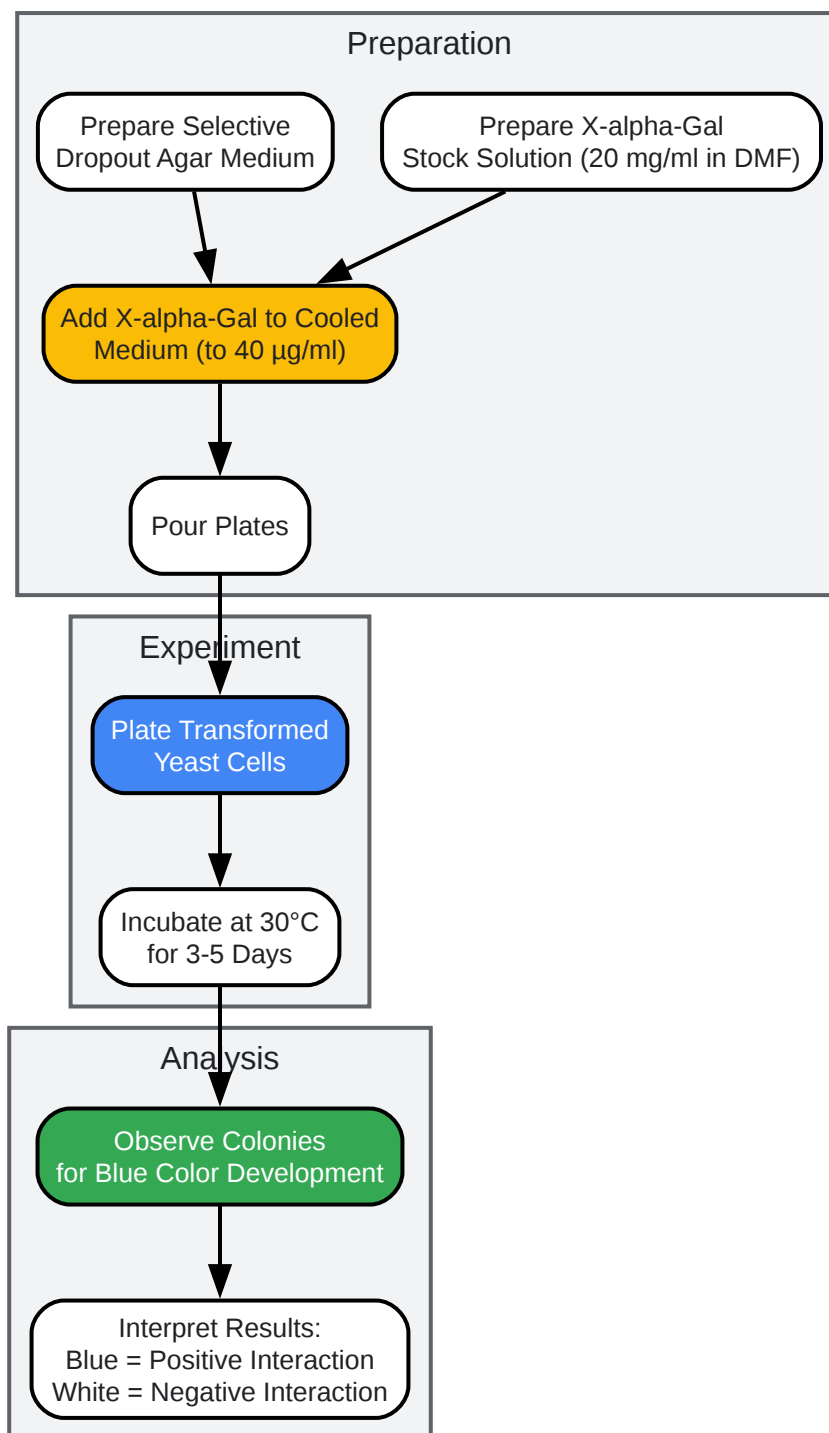 Preparation
Prepare Selective
Dropout Agar Medium
Prepare X-alpha-Gal
Stock Solution (20 mg/ml in DMF)
Add X-alpha-Gal to Cooled
Medium (to 40 µg/ml)
Pour Plates
Experiment
Plate Transformed
Yeast Cells
Incubate at 30°C
for 3-5 Days
Analysis
Observe Colonies
for Blue Color Development
Interpret Results:
Blue = Positive Interaction
White = Negative Interaction